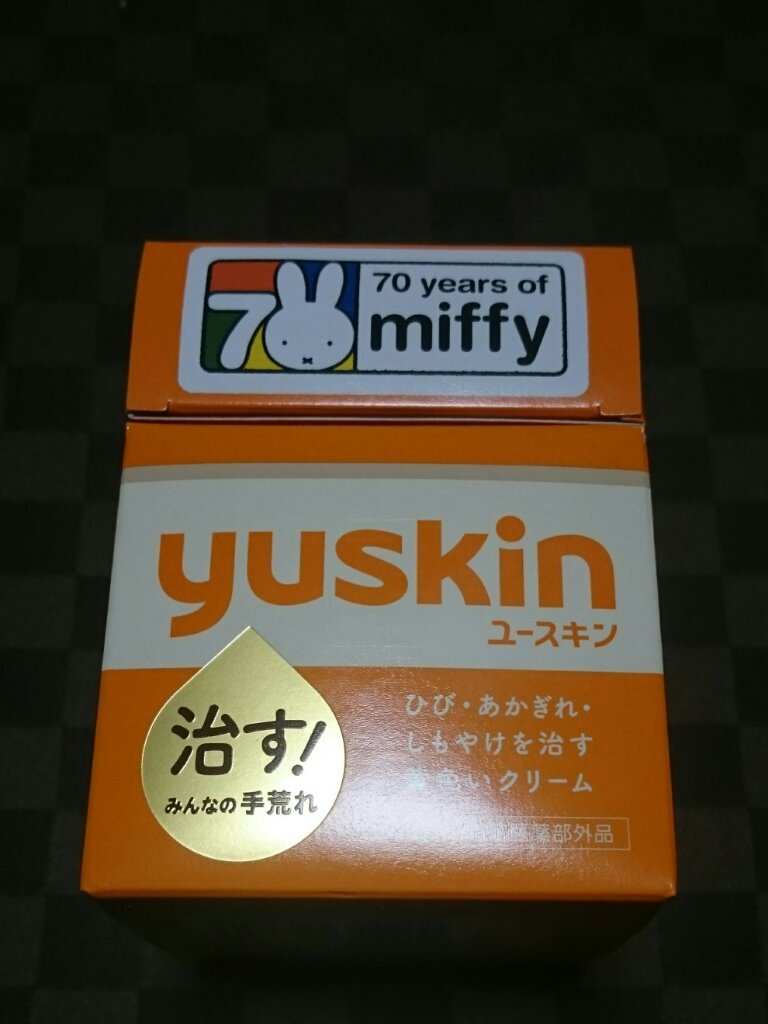 70 years of
miffy
yuskin
ユースキン
治す!
みんなの手荒れ
ひび・あかぎれ・
しもやけを治す
黄色いクリーム
医薬部外品